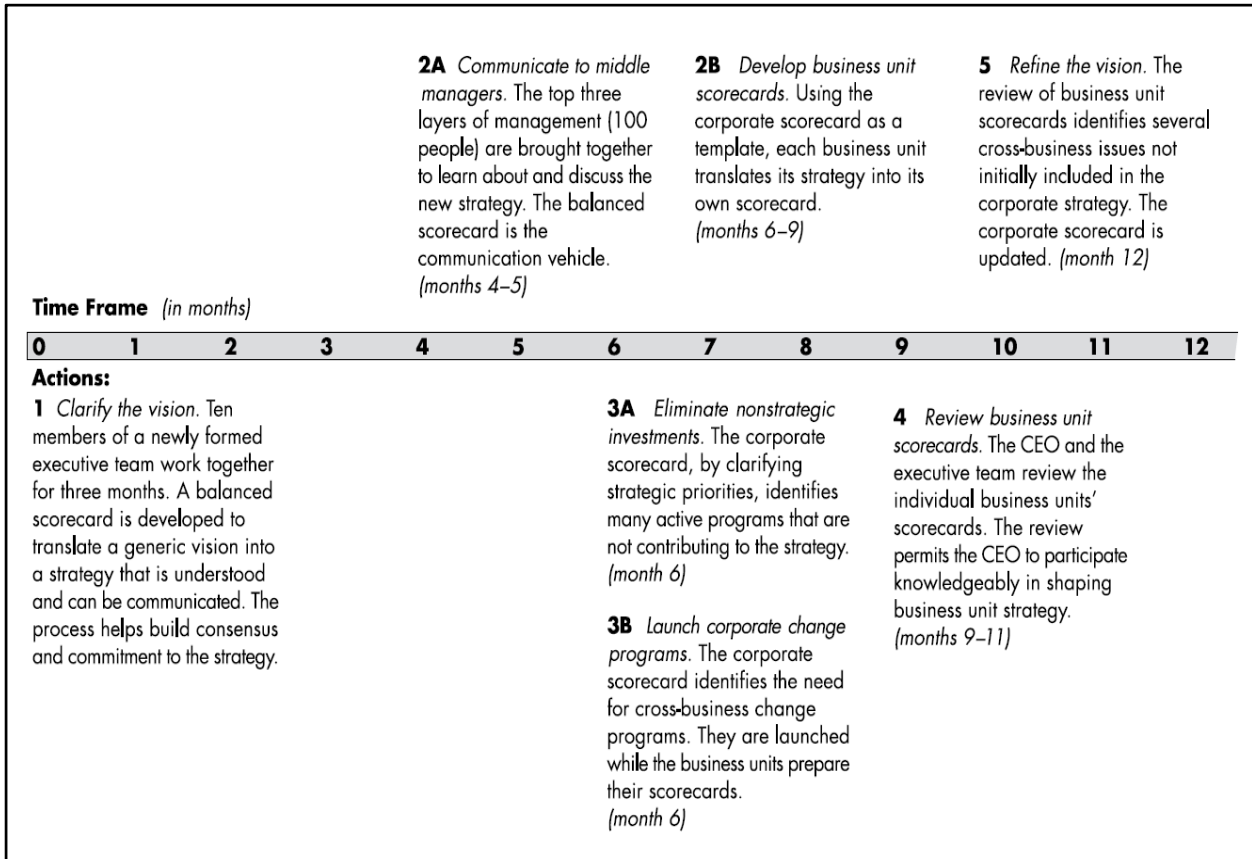 2A Communicate to middle
managers. The top three
layers of management (100
people) are brought together
to learn about and discuss the
new strategy. The balanced
scorecard is the
communication vehicle.
(months 4–5)
2B Develop business unit
scorecards. Using the
corporate scorecard as a
template, each business unit
translates its strategy into its
own scorecard.
(months 6–9)
5 Refine the vision. The
review of business unit
scorecards identifies several
cross-business issues not
initially included in the
corporate strategy. The
corporate scorecard is
updated. (month 12)
Time Frame (in months)
0 1 2 3 4 5 6 7 8 9 10 11 12
Actions:
1 Clarify the vision. Ten
members of a newly formed
executive team work together
for three months. A balanced
scorecard is developed to
translate a generic vision into
a strategy that is understood
and can be communicated. The
process helps build consensus
and commitment to the strategy.
3A Eliminate nonstrategic
investments. The corporate
scorecard, by clarifying
strategic priorities, identifies
many active programs that are
not contributing to the strategy.
(month 6)
3B Launch corporate change
programs. The corporate
scorecard identifies the need
for cross-business change
programs. They are launched
while the business units prepare
their scorecards.
(month 6)
4 Review business unit
scorecards. The CEO and the
executive team review the
individual business units’
scorecards. The review
permits the CEO to participate
knowledgeably in shaping
business unit strategy.
(months 9–11)